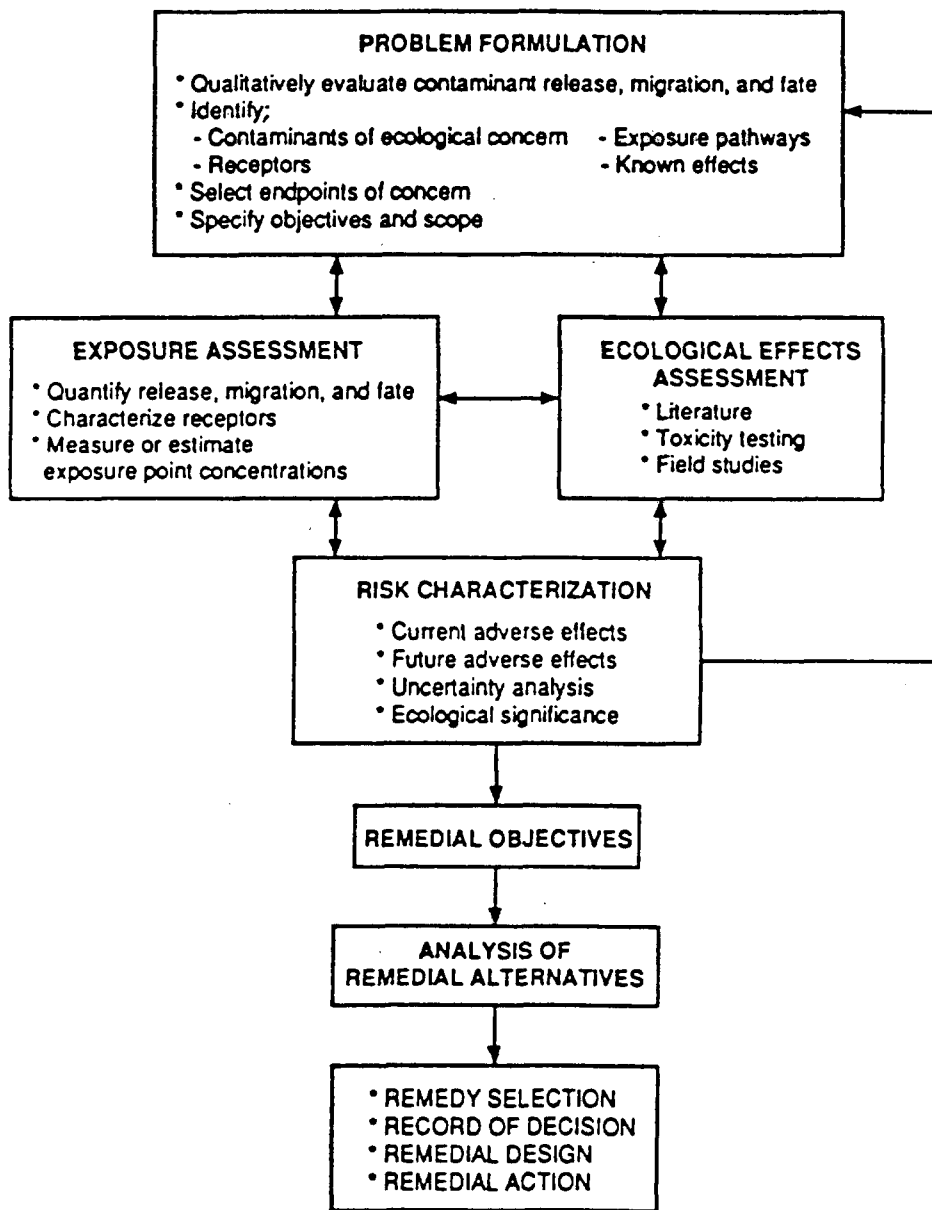 PROBLEM FORMULATION
* Qualitatively evaluate contaminant release, migration, and fate
* Identify;
- Contaminants of ecological concern - Exposure pathways
- Receptors - Known effects
* Select endpoints of concern
* Specify objectives and scope
EXPOSURE ASSESSMENT
* Quantify release, migration, and fate
* Characterize receptors
* Measure or estimate
exposure point concentrations
ECOLOGICAL EFFECTS
ASSESSMENT
* Literature
* Toxicity testing
* Field studies
RISK CHARACTERIZATION
* Current adverse effects
* Future adverse effects
* Uncertainty analysis
* Ecological significance
REMEDIAL OBJECTIVES
ANALYSIS OF
REMEDIAL ALTERNATIVES
* REMEDY SELECTION
* RECORD OF DECISION
* REMEDIAL DESIGN
* REMEDIAL ACTION